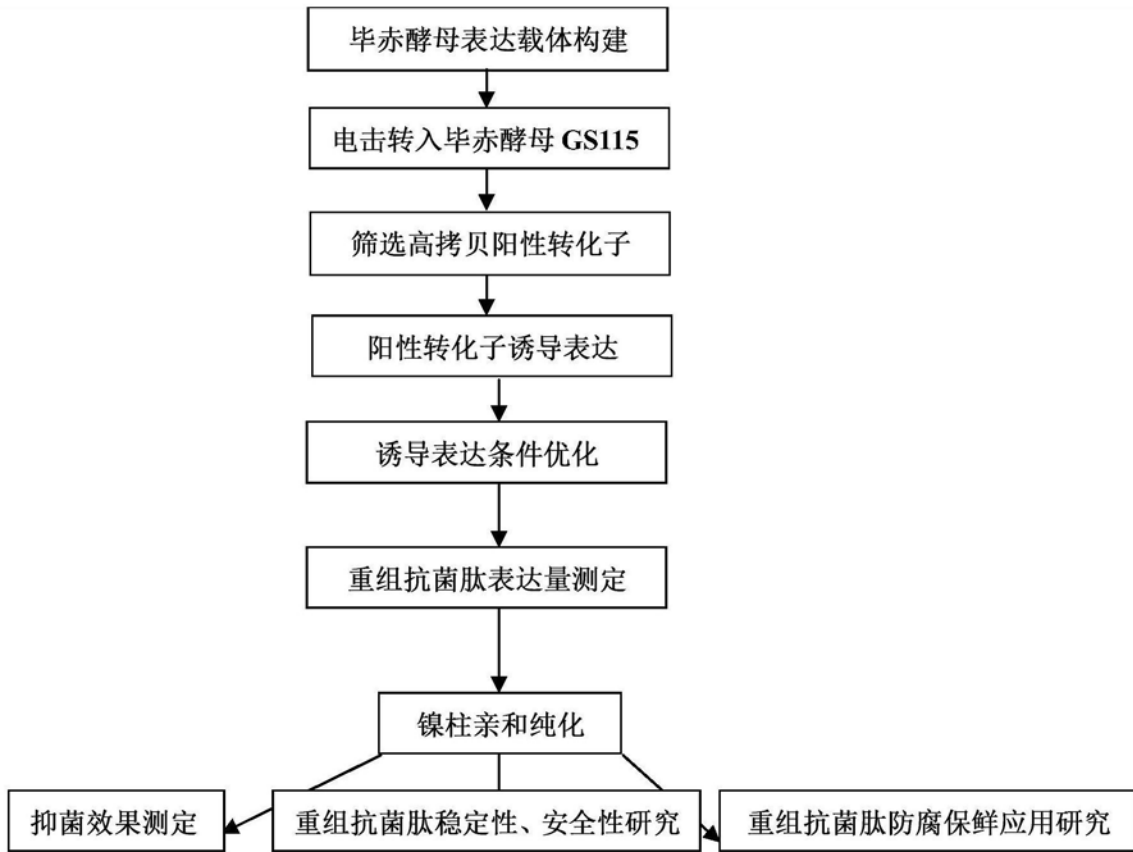 毕赤酵母表达载体构建
电击转入毕赤酵母 GS115
筛选高拷贝阳性转化子
阳性转化子诱导表达
诱导表达条件优化
重组抗菌肽表达量测定
镍柱亲和纯化
抑菌效果测定
重组抗菌肽稳定性、安全性研究
重组抗菌肽防腐保鲜应用研究